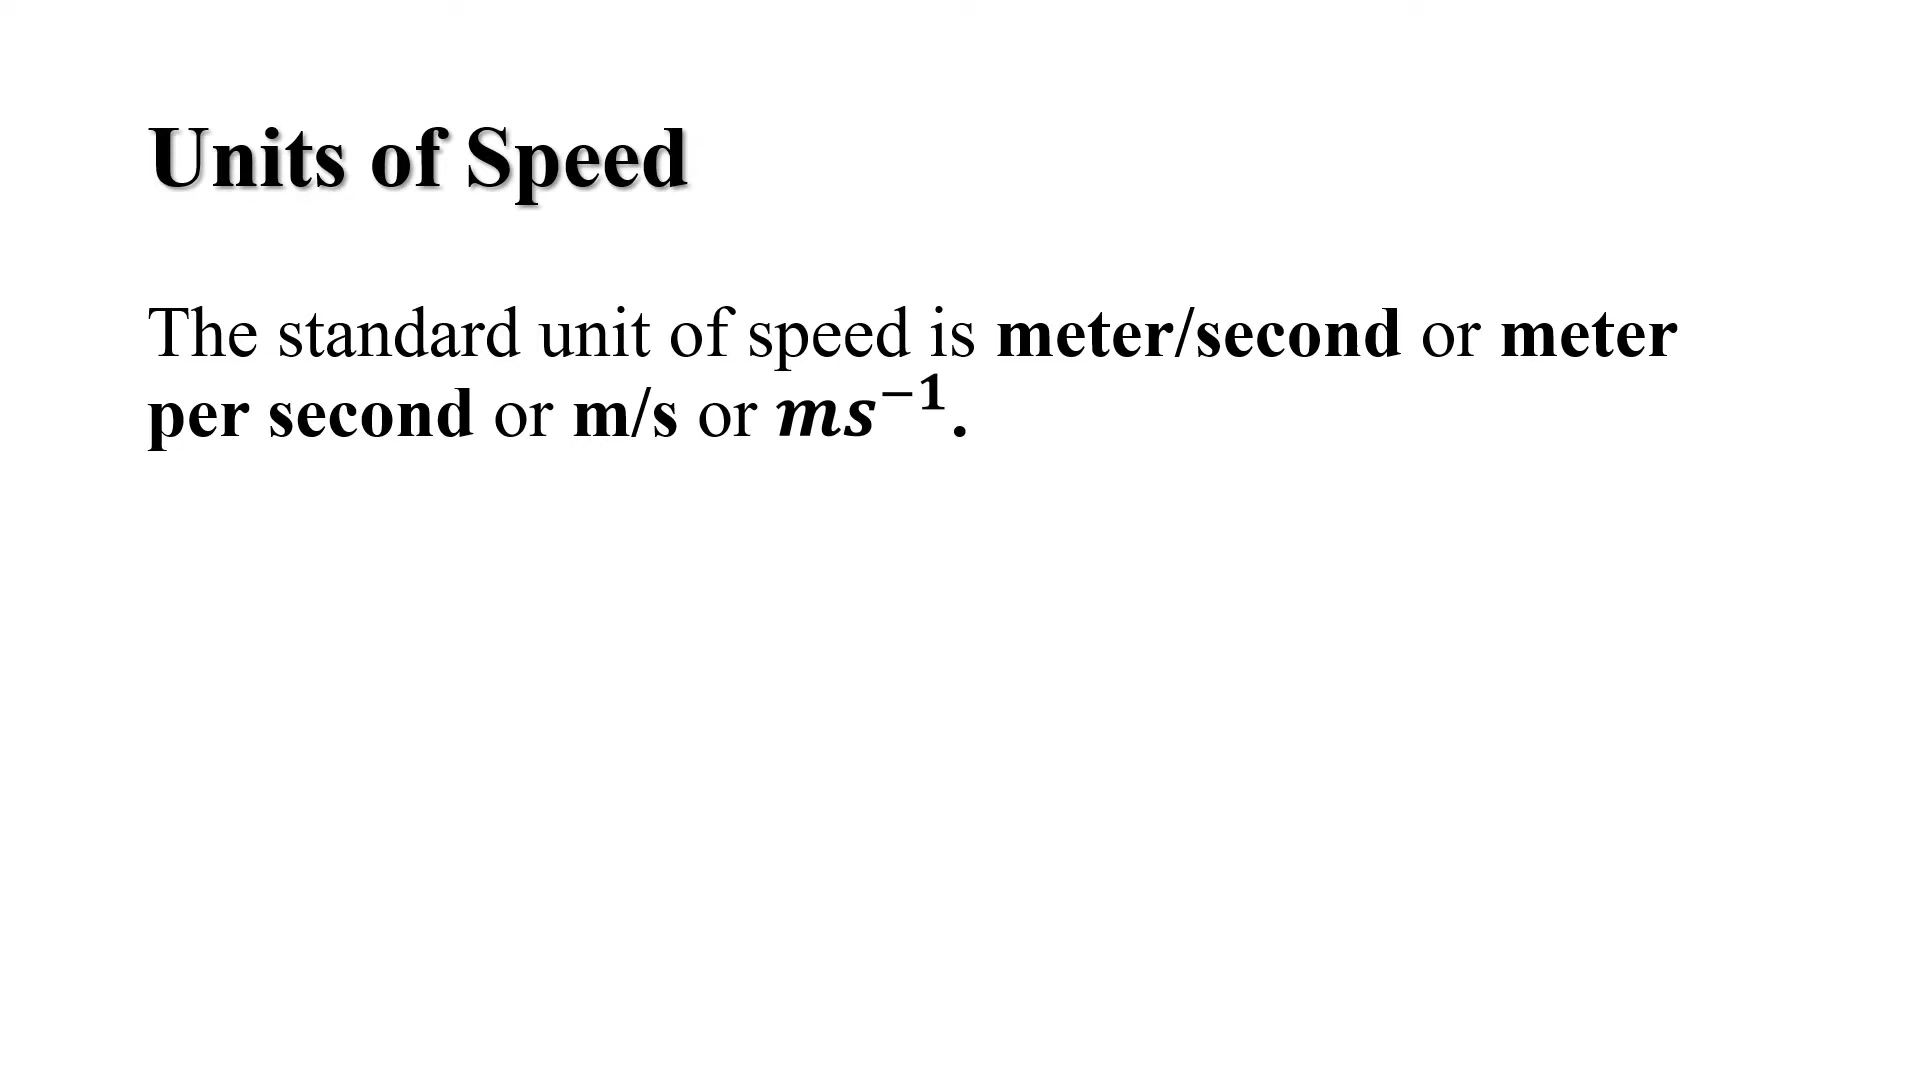 Units of Speed
The standard unit of speed is meter/second or meter
per second or m/s or ms⁻¹.